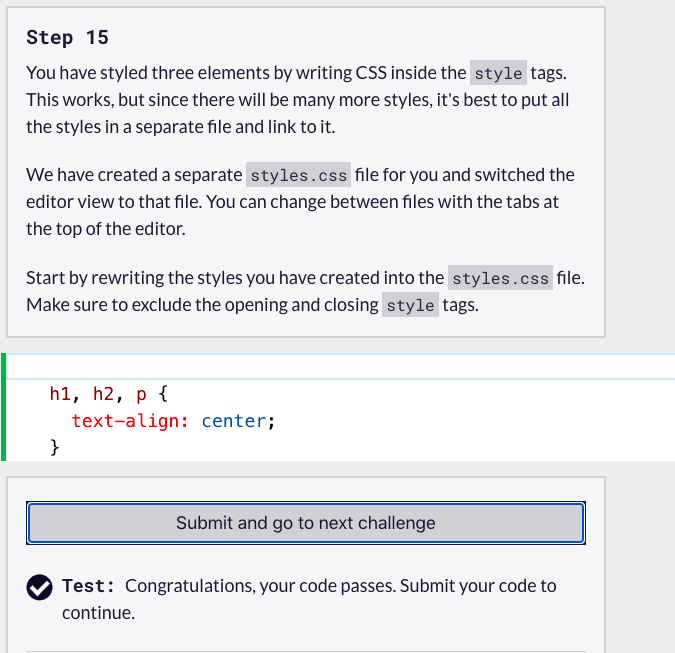 Step 15
You have styled three elements by writing CSS inside the style tags.
This works, but since there will be many more styles, it's best to put all
the styles in a separate file and link to it.
We have created a separate styles.css file for you and switched the
editor view to that file. You can change between files with the tabs at
the top of the editor.
Start by rewriting the styles you have created into the styles.css file.
Make sure to exclude the opening and closing style tags.
h1, h2, p {
text-align: center;
}
Submit and go to next challenge
Test: Congratulations, your code passes. Submit your code to
continue.